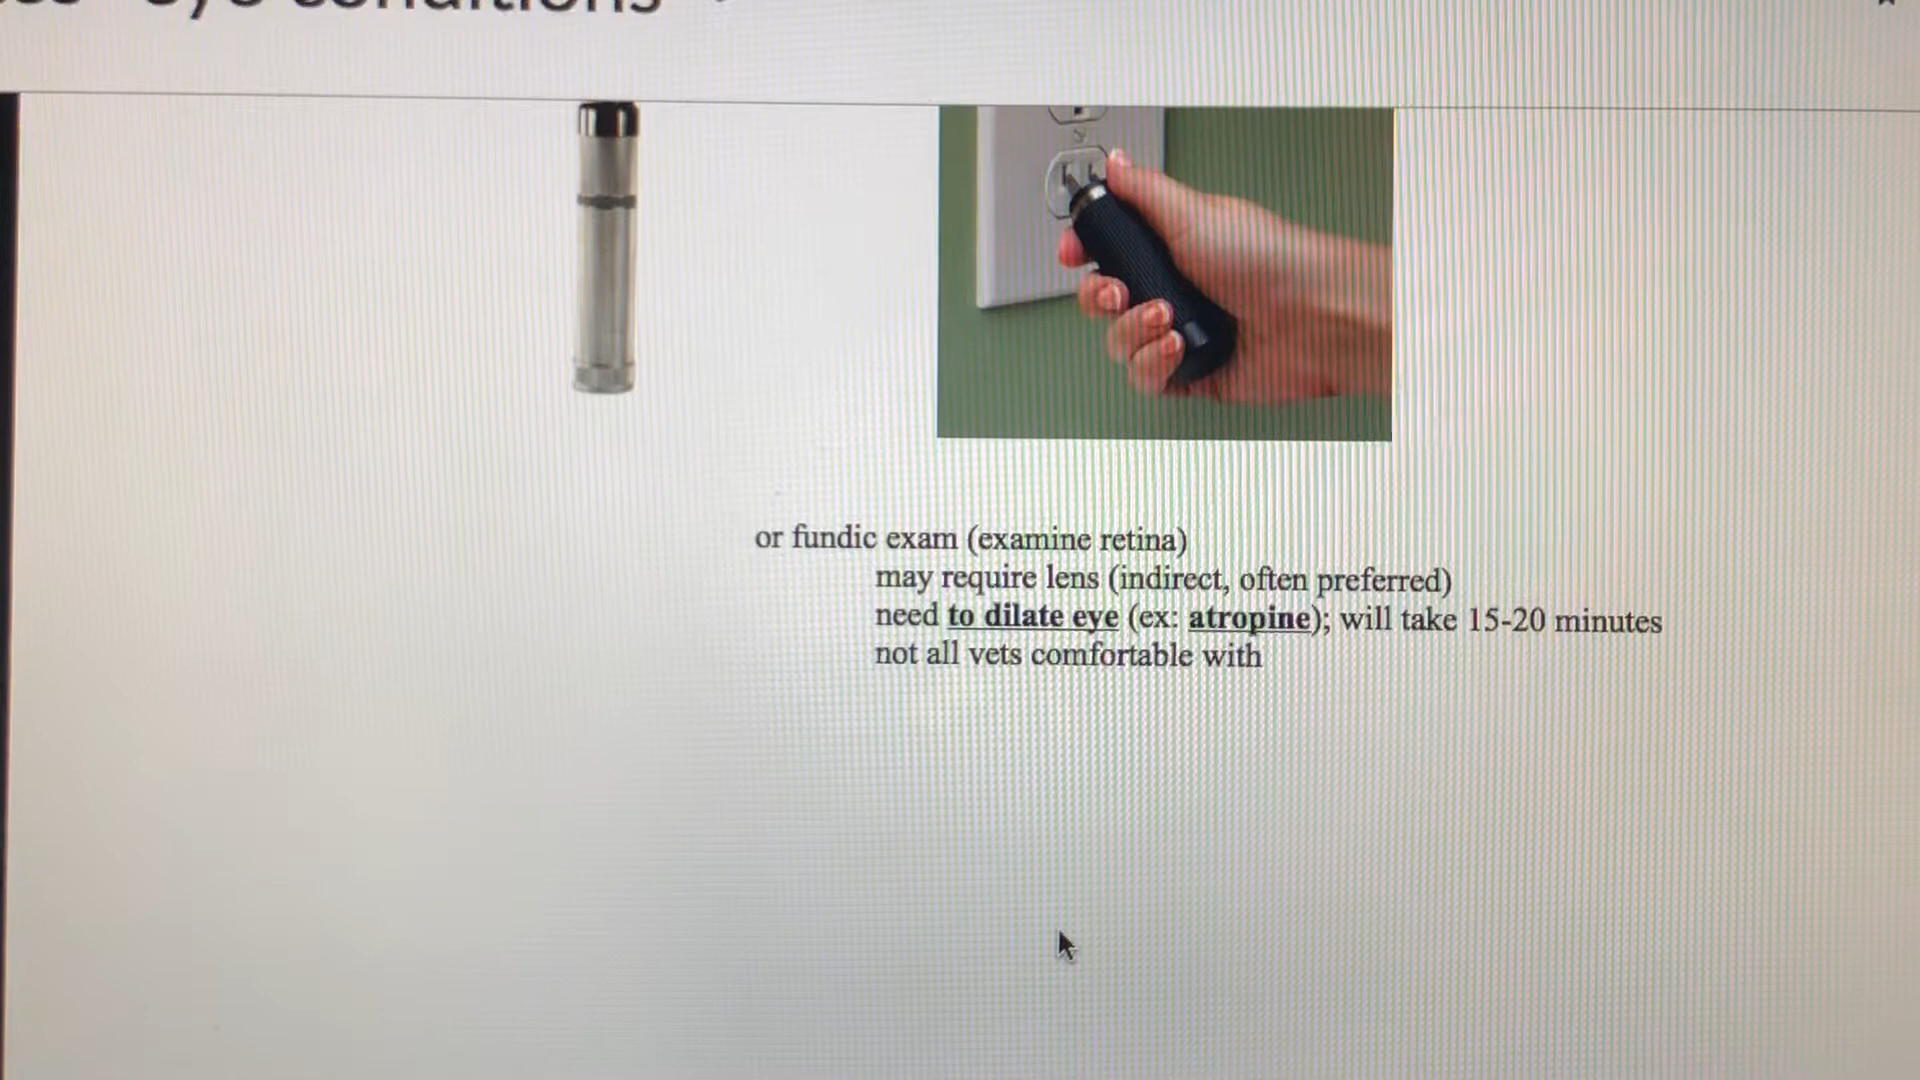 conditions
or fundic exam (examine retina)
may require lens (indirect, often preferred)
need to dilate eye (ex: atropine); will take 15-20 minutes
not all vets comfortable with